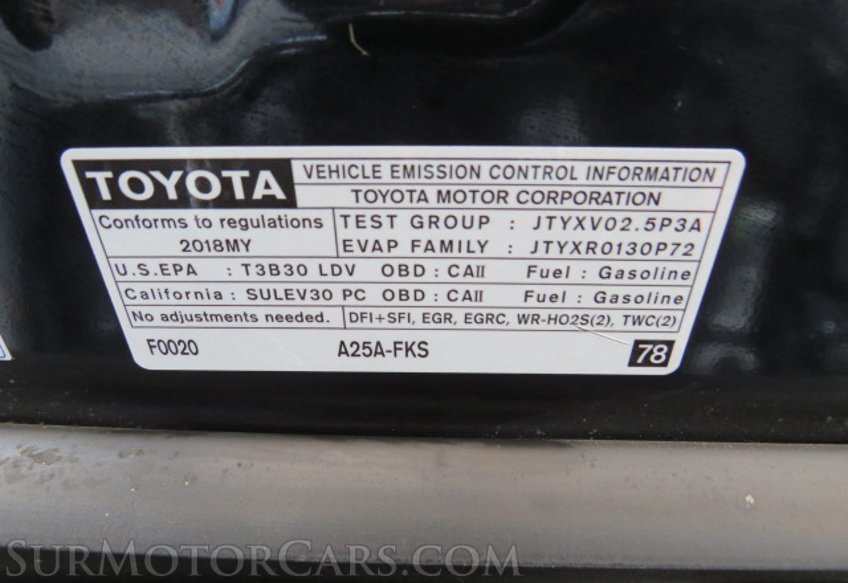 TOYOTA
VEHICLE EMISSION CONTROL INFORMATION
TOYOTA MOTOR CORPORATION
Conforms to regulations
2018MY
TEST GROUP : JTYXV02.5P3A
EVAP FAMILY : JTYXR0130P72
U.S.EPA : T3B30 LDV OBD : CAII Fuel : Gasoline
California : SULEV30 PC OBD : CAII Fuel : Gasoline
No adjustments needed. DFI+SFI, EGR, EGRC, WR-HO2S(2), TWC(2)
F0020 A25A-FKS 78
SurMotorCars.com